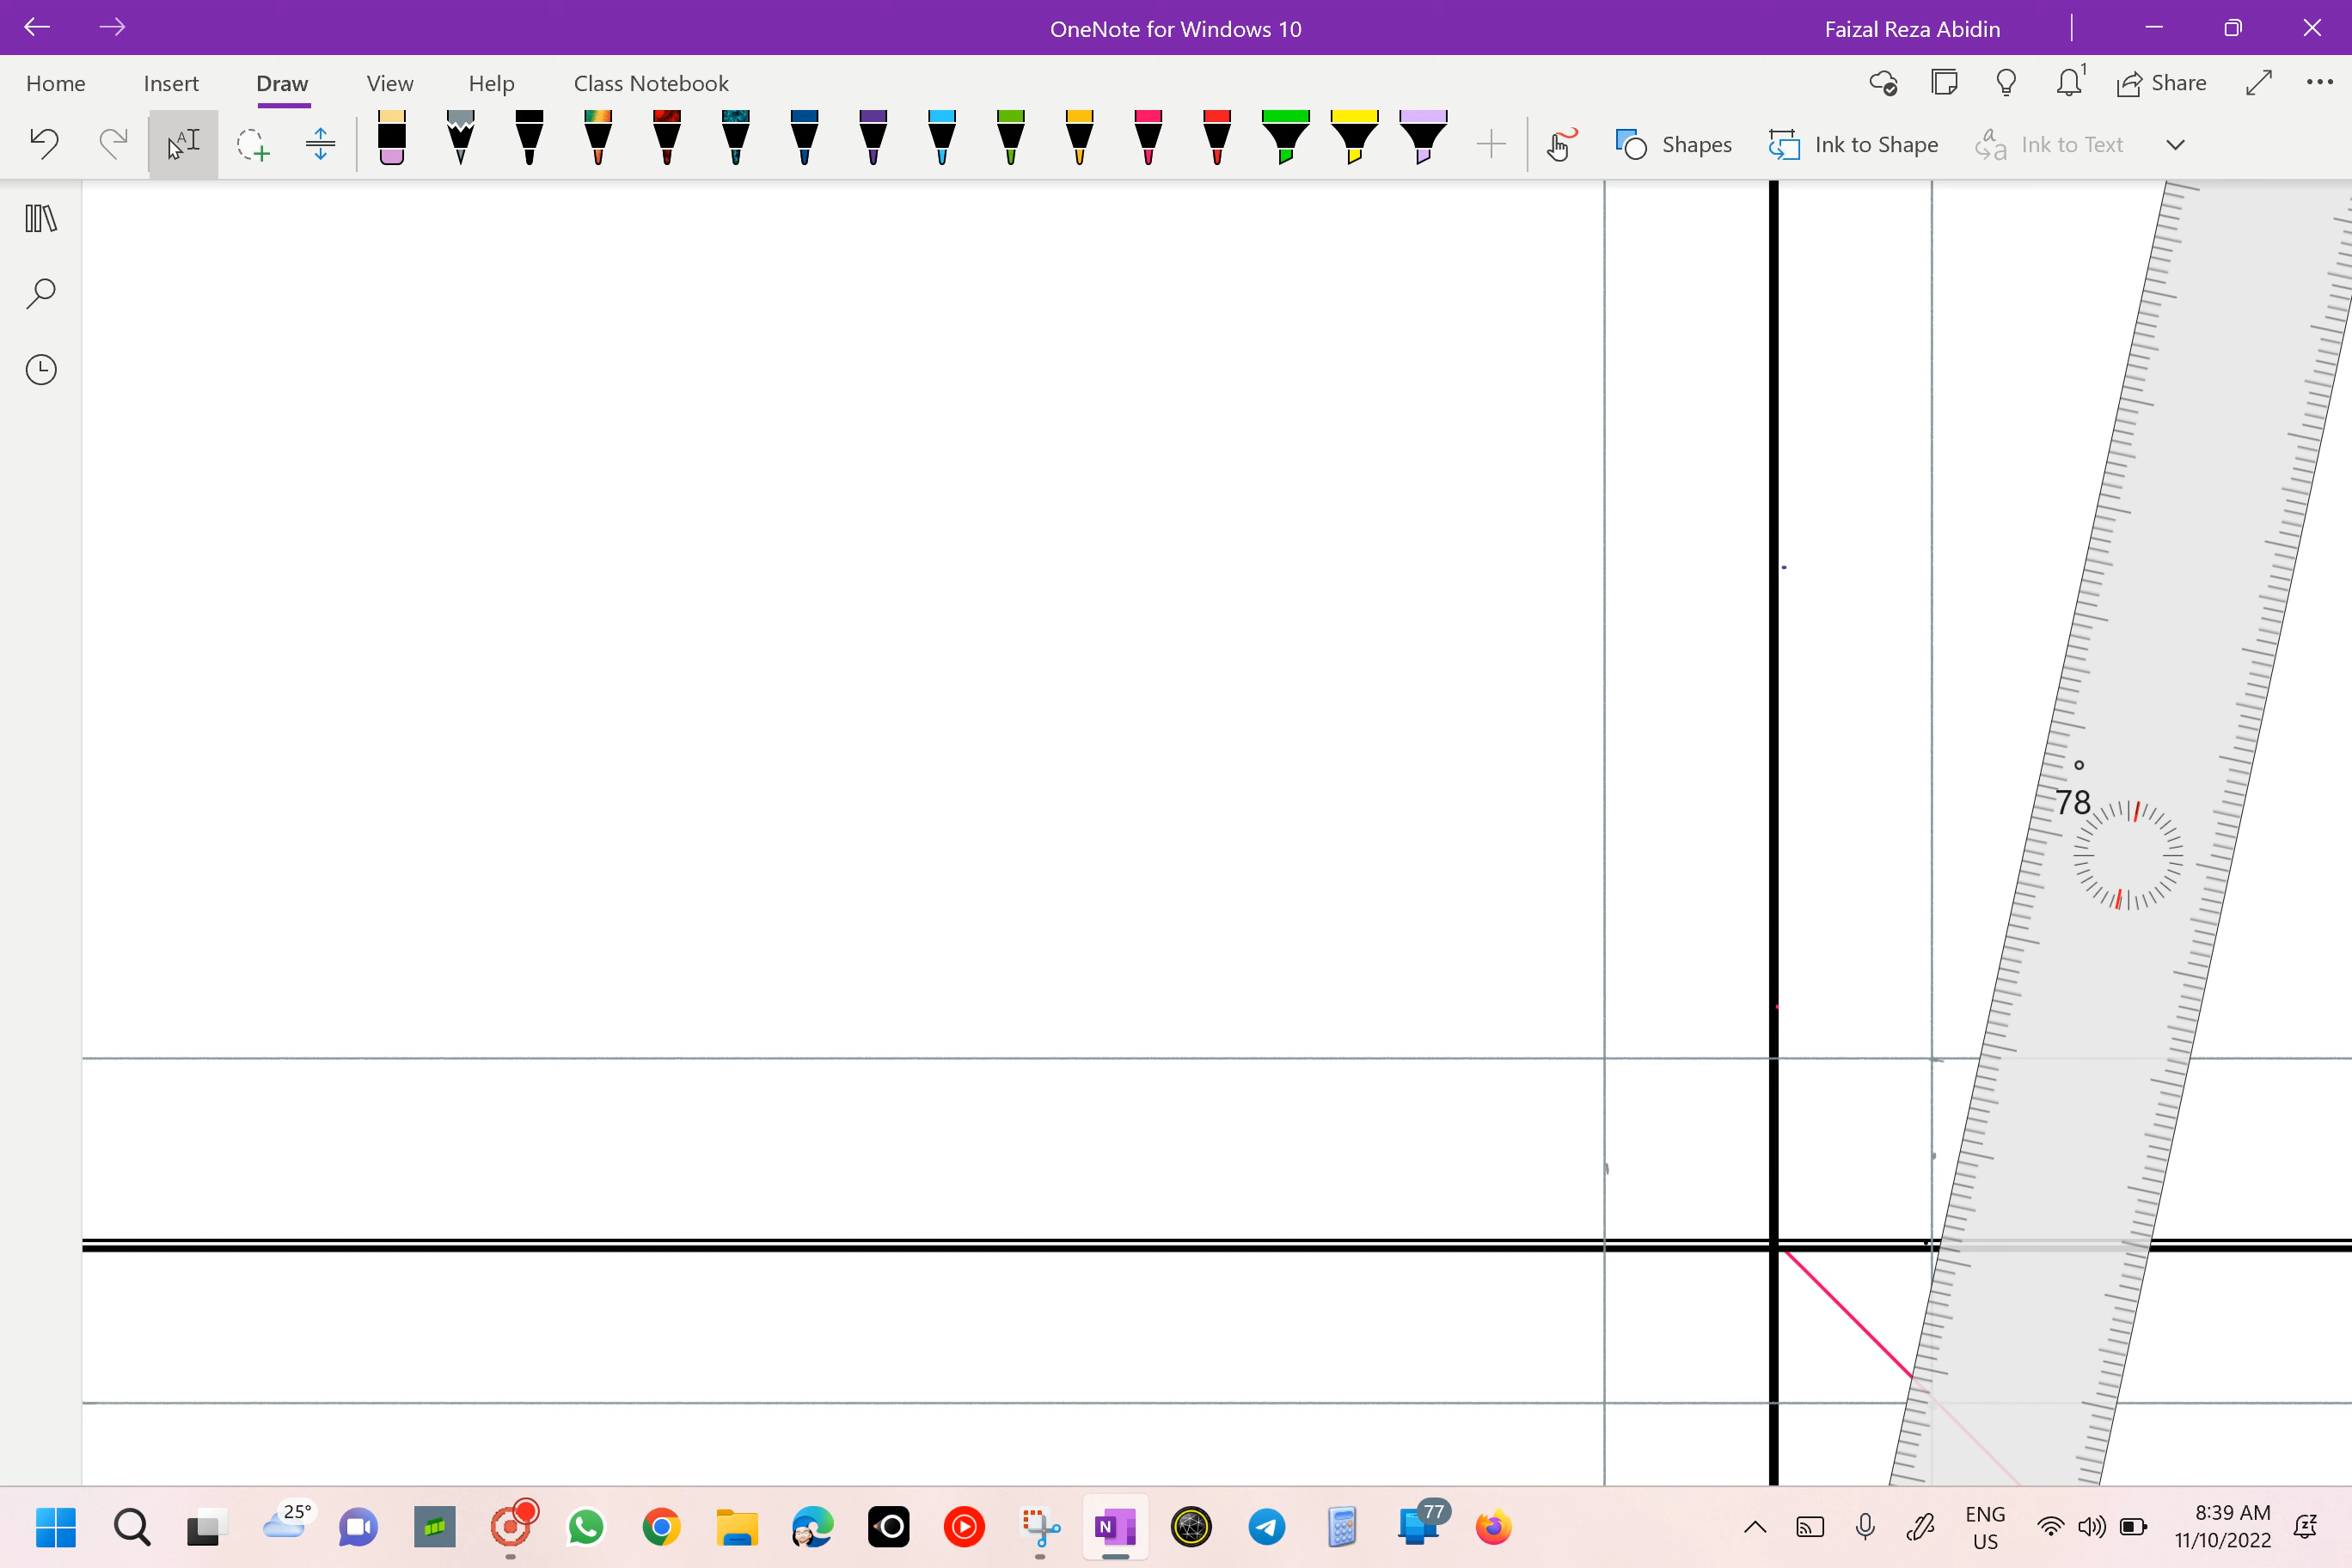 OneNote for Windows 10
Faizal Reza Abidin
Home Insert Draw View Help Class Notebook
1
Share
Shapes
Ink to Shape
Ink to Text
°
78
25°
77
ENG
US
8:39 AM
11/10/2022